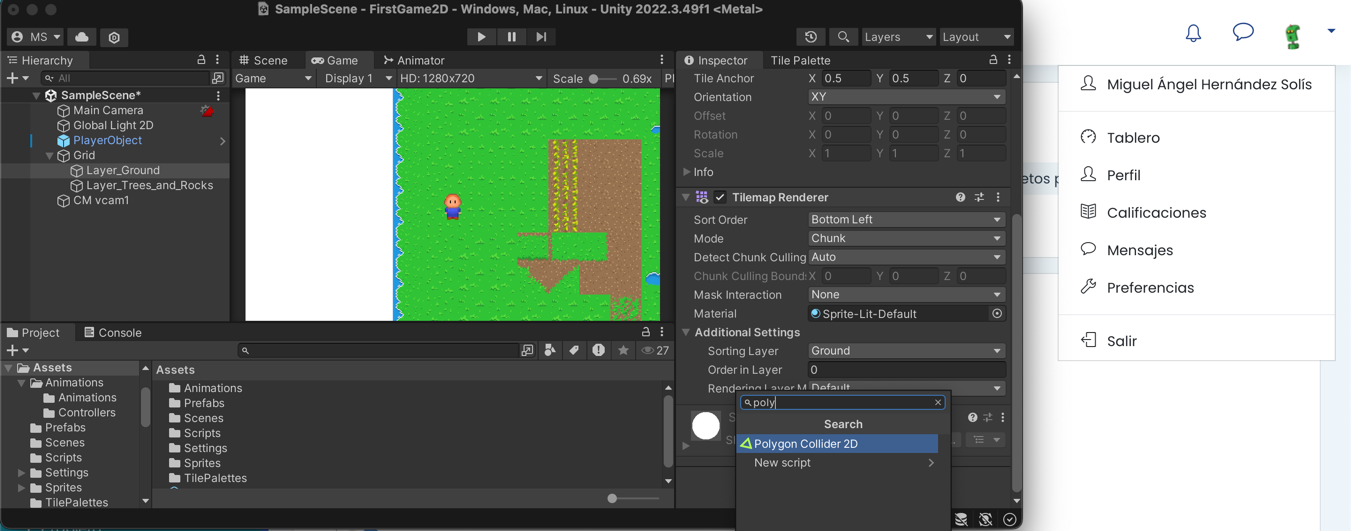 SampleScene - FirstGame2D - Windows, Mac, Linux - Unity 2022.3.49f1 <Metal>
MS
Layers
Layout
Hierarchy
All
SampleScene*
Main Camera
Global Light 2D
PlayerObject
Grid
Layer_Ground
Layer_Trees_and_Rocks
CM vcam1
Scene
Game
Animator
Game
Display 1
HD: 1280x720
Scale
0.69x
Pl
Inspector
Tile Palette
Tile Anchor X 0.5 Y 0.5 Z 0
Orientation XY
Offset X 0 Y 0 Z 0
Rotation X 0 Y 0 Z 0
Scale X 1 Y 1 Z 1
Info
Tilemap Renderer
Sort Order Bottom Left
Mode Chunk
Detect Chunk Culling Auto
Chunk Culling Bounds X 0 Y 0 Z 0
Mask Interaction None
Material Sprite-Lit-Default
Additional Settings
Sorting Layer Ground
Order in Layer 0
Rendering Layer M Default
poly
Search
Polygon Collider 2D
New script
Project
Console
27
Assets
Animations
Animations
Controllers
Prefabs
Scenes
Scripts
Settings
Sprites
TilePalettes
Assets
Animations
Prefabs
Scenes
Scripts
Settings
Sprites
TilePalettes
etos p
Miguel Ángel Hernández Solís
Tablero
Perfil
Calificaciones
Mensajes
Preferencias
Salir